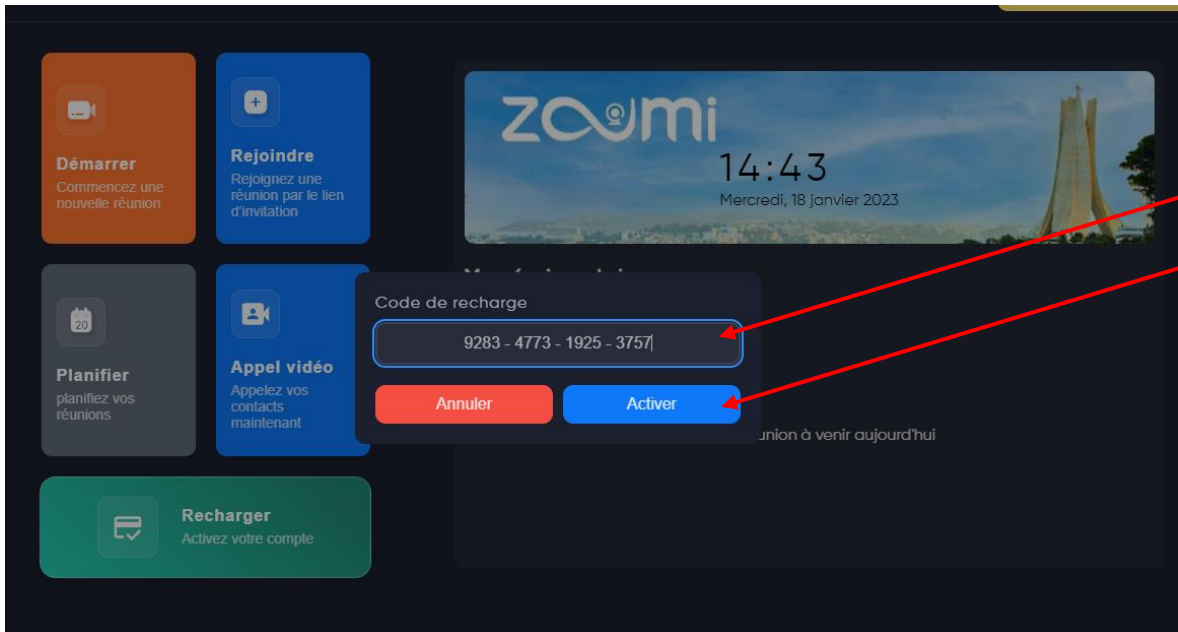 Démarrer
Commencez une
nouvelle réunion
Rejoindre
Rejoignez une
réunion par le lien
d'invitation
20
Planifier
planifiez vos
réunions
Appel vidéo
Appelez vos
contacts
maintenant
Recharger
Activez votre compte
zoumi
14:43
Mercredi, 18 janvier 2023
Code de recharge
9283 - 4773 - 1925 - 3757
Annuler
Activer
à venir aujourd'hui